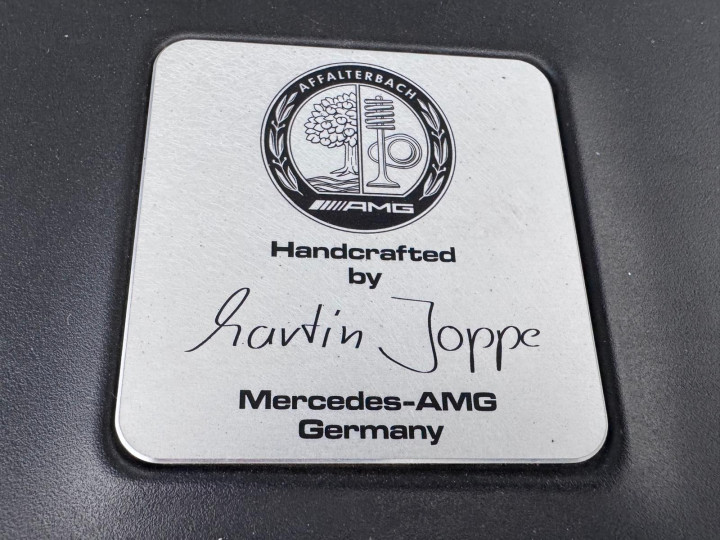 AFFALTERBACH
AMG
Handcrafted
by
Martin Joppe
Mercedes-AMG
Germany